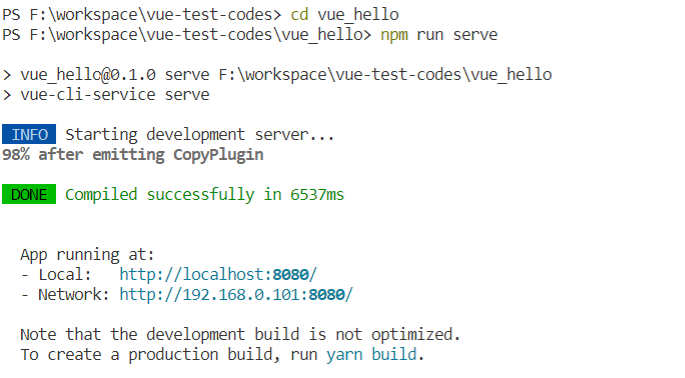 PS F:\workspace\vue-test-codes> cd vue_hello
PS F:\workspace\vue-test-codes\vue_hello> npm run serve
> vue_hello@0.1.0 serve F:\workspace\vue-test-codes\vue_hello
> vue-cli-service serve
INFO Starting development server...
98% after emitting CopyPlugin
DONE Compiled successfully in 6537ms
App running at:
- Local: http://localhost:8080/
- Network: http://192.168.0.101:8080/
Note that the development build is not optimized.
To create a production build, run yarn build.